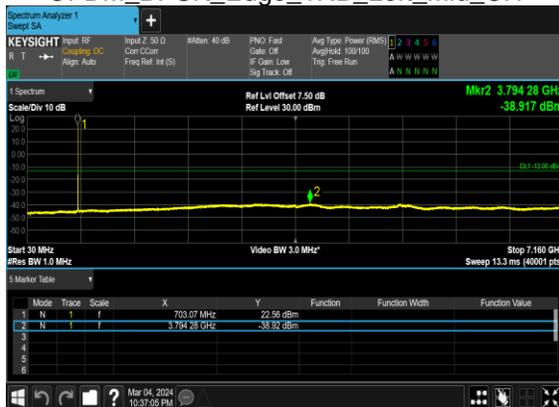 Spectrum Analyzer 1
Swept SA
KEYSIGHT Input: RF Input Z: 50 Ω #Atten: 40 dB PNO: Fast Avg Type: Power (RMS) 1 2 3 4 5 6
R T Coupling: DC Corr CCorr Gate: Off Avg|Hold: 100/100 A W W W W W
Align: Auto Freq Ref: Int (S) IF Gain: Low Trig: Free Run
Sig Track: Off A N N N N N
1 Spectrum
Ref Lvl Offset 7.50 dB Mkr2 3.794 28 GHz
Scale/Div 10 dB Ref Level 30.00 dBm -38.917 dBm
Log
20.0
10.0
0.00
-10.0
DL1 -13.00 dBm
-20.0
-30.0
-40.0
-50.0
-60.0
1
2
Start 30 MHz Video BW 3.0 MHz* Stop 7.160 GHz
#Res BW 1.0 MHz Sweep 13.3 ms (40001 pts)
5 Marker Table
Mode Trace Scale X Y Function Function Width Function Value
1 N 1 f 703.07 MHz 22.56 dBm
2 N 1 f 3.794 28 GHz -38.92 dBm
3
4
5
6
Mar 04, 2024
10:37:05 PM